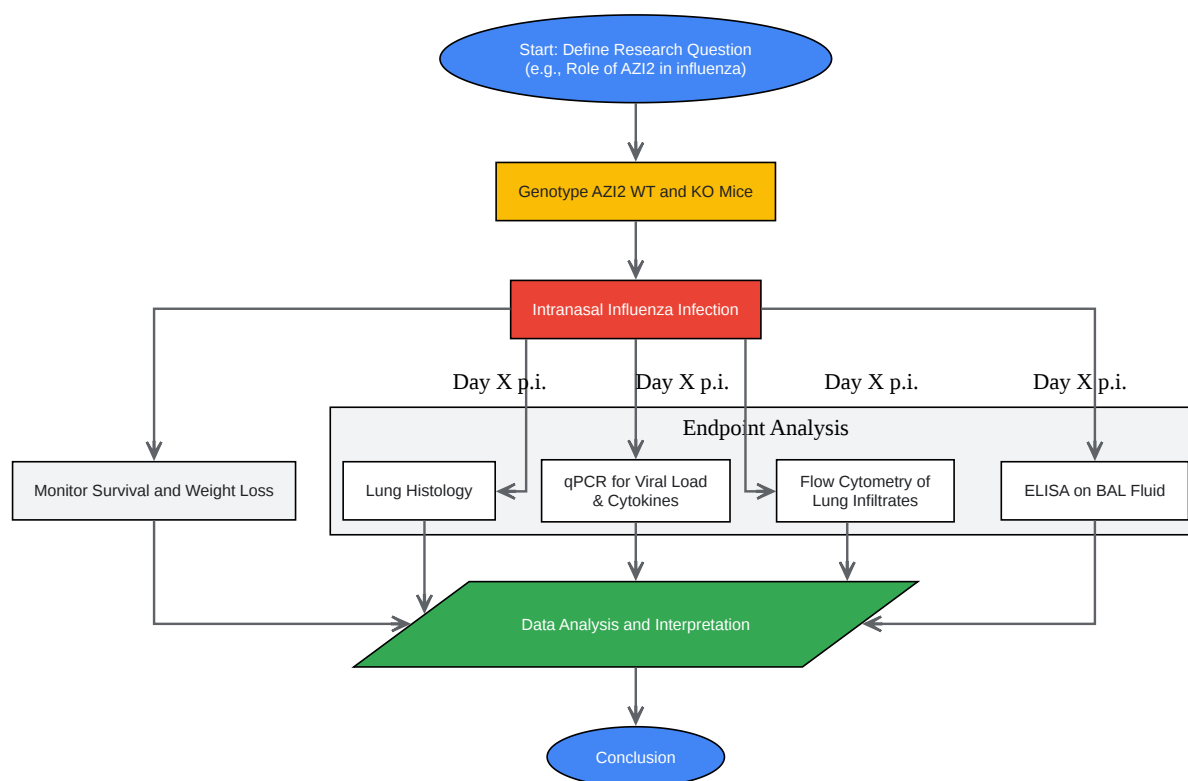 Start: Define Research Question
(e.g., Role of AZI2 in influenza)
Genotype AZI2 WT and KO Mice
Intranasal Influenza Infection
Day X p.i.
Day X p.i.
Day X p.i.
Day X p.i.
Endpoint Analysis
Monitor Survival and Weight Loss
Lung Histology
qPCR for Viral Load
& Cytokines
Flow Cytometry of
Lung Infiltrates
ELISA on BAL Fluid
Data Analysis and Interpretation
Conclusion